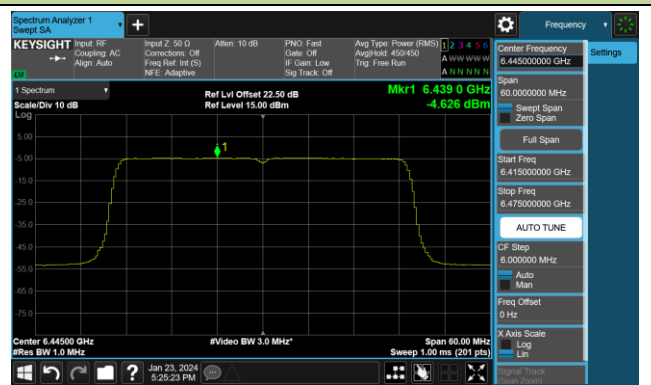 Spectrum Analyzer 1
Swept SA
Frequency
KEYSIGHT
Input: RF
Coupling: AC
Align: Auto
Input Z: 50 Ω
Corrections: Off
Freq Ref: Int (S)
NFE: Adaptive
Atten: 10 dB
PNO: Fast
Gate: Off
IF Gain: Low
Sig Track: Off
Avg Type: Power (RMS)
Avg|Hold: 450/450
Trig: Free Run
1 2 3 4 5 6
A W W W W W
A N N N N N
LNI
1 Spectrum
Scale/Div 10 dB
Log
Ref Lvl Offset 22.50 dB
Ref Level 15.00 dBm
Mkr1 6.439 0 GHz
-4.626 dBm
1
5.00
-5.00
-15.0
-25.0
-35.0
-45.0
-55.0
-65.0
-75.0
Center 6.44500 GHz
#Res BW 1.0 MHz
#Video BW 3.0 MHz*
Span 60.00 MHz
Sweep 1.00 ms (201 pts)
Jan 23, 2024
5:25:23 PM
Center Frequency
6.445000000 GHz
Settings
Span
60.0000000 MHz
Swept Span
Zero Span
Full Span
Start Freq
6.415000000 GHz
Stop Freq
6.475000000 GHz
AUTO TUNE
CF Step
6.000000 MHz
Auto
Man
Freq Offset
0 Hz
X Axis Scale
Log
Lin
Signal Track
(Span Zoom)